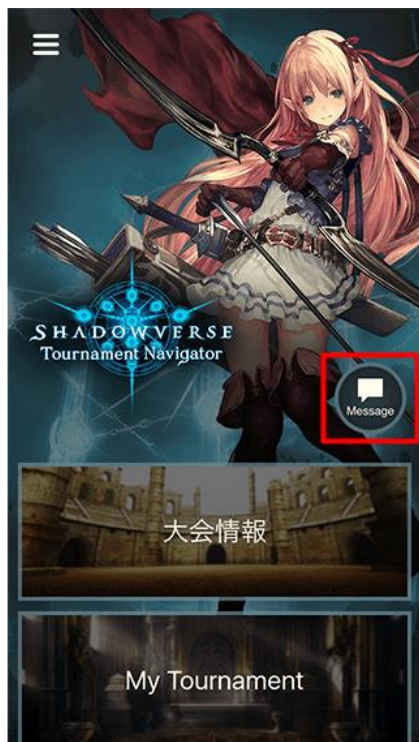 SHADOWVERSE
Tournament Navigator
Message
大会情報
My Tournament